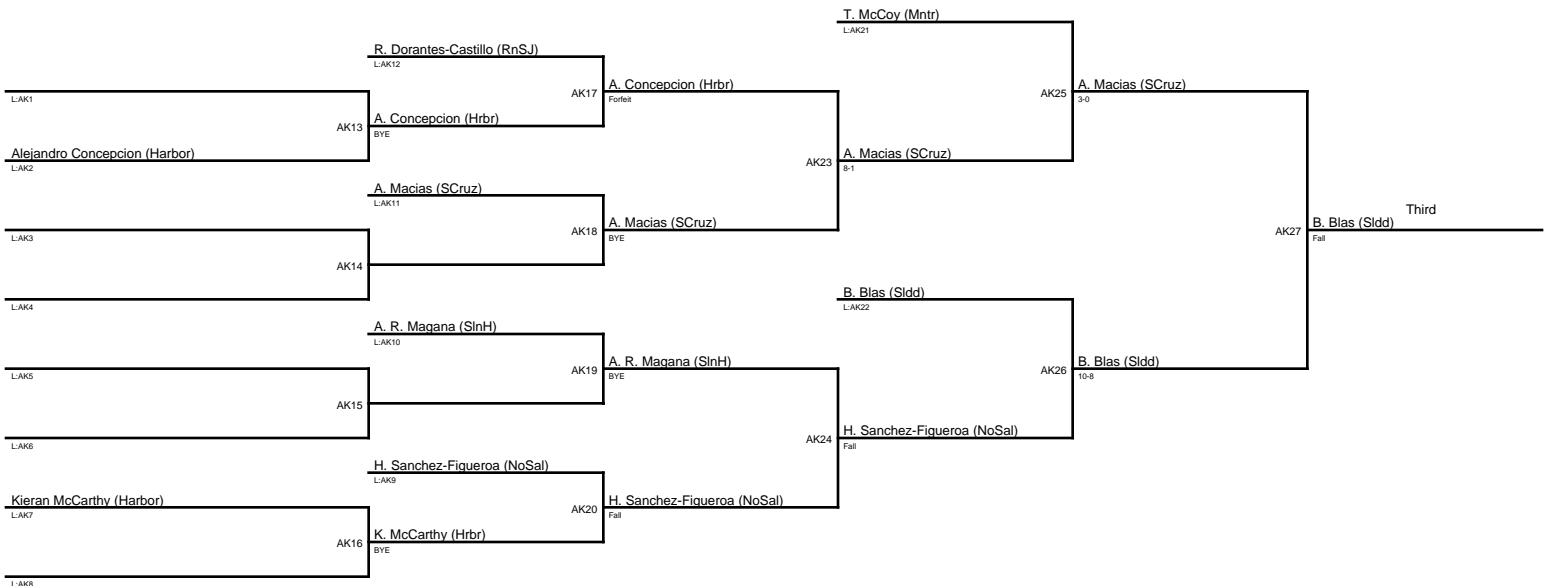 T. McCoy (Mntr)
L:AK21
R. Dorantes-Castillo (RnSJ)
L:AK12
AK17
A. Concepcion (Hrbr)
Forfeit
AK25
A. Macias (SCruz)
3-0
L:AK1
AK13
A. Concepcion (Hrbr)
BYE
Alejandro Concepcion (Harbor)
L:AK2
AK23
A. Macias (SCruz)
8-1
A. Macias (SCruz)
L:AK11
AK18
A. Macias (SCruz)
BYE
Third
AK27
B. Blas (Sldd)
Fall
L:AK3
AK14
L:AK4
B. Blas (Sldd)
L:AK22
A. R. Magana (SlnH)
L:AK10
AK19
A. R. Magana (SlnH)
BYE
AK26
B. Blas (Sldd)
10-8
L:AK5
AK15
L:AK6
AK24
H. Sanchez-Figueroa (NoSal)
Fall
H. Sanchez-Figueroa (NoSal)
L:AK9
Kieran McCarthy (Harbor)
L:AK7
AK20
H. Sanchez-Figueroa (NoSal)
Fall
AK16
K. McCarthy (Hrbr)
BYE
L:AK8